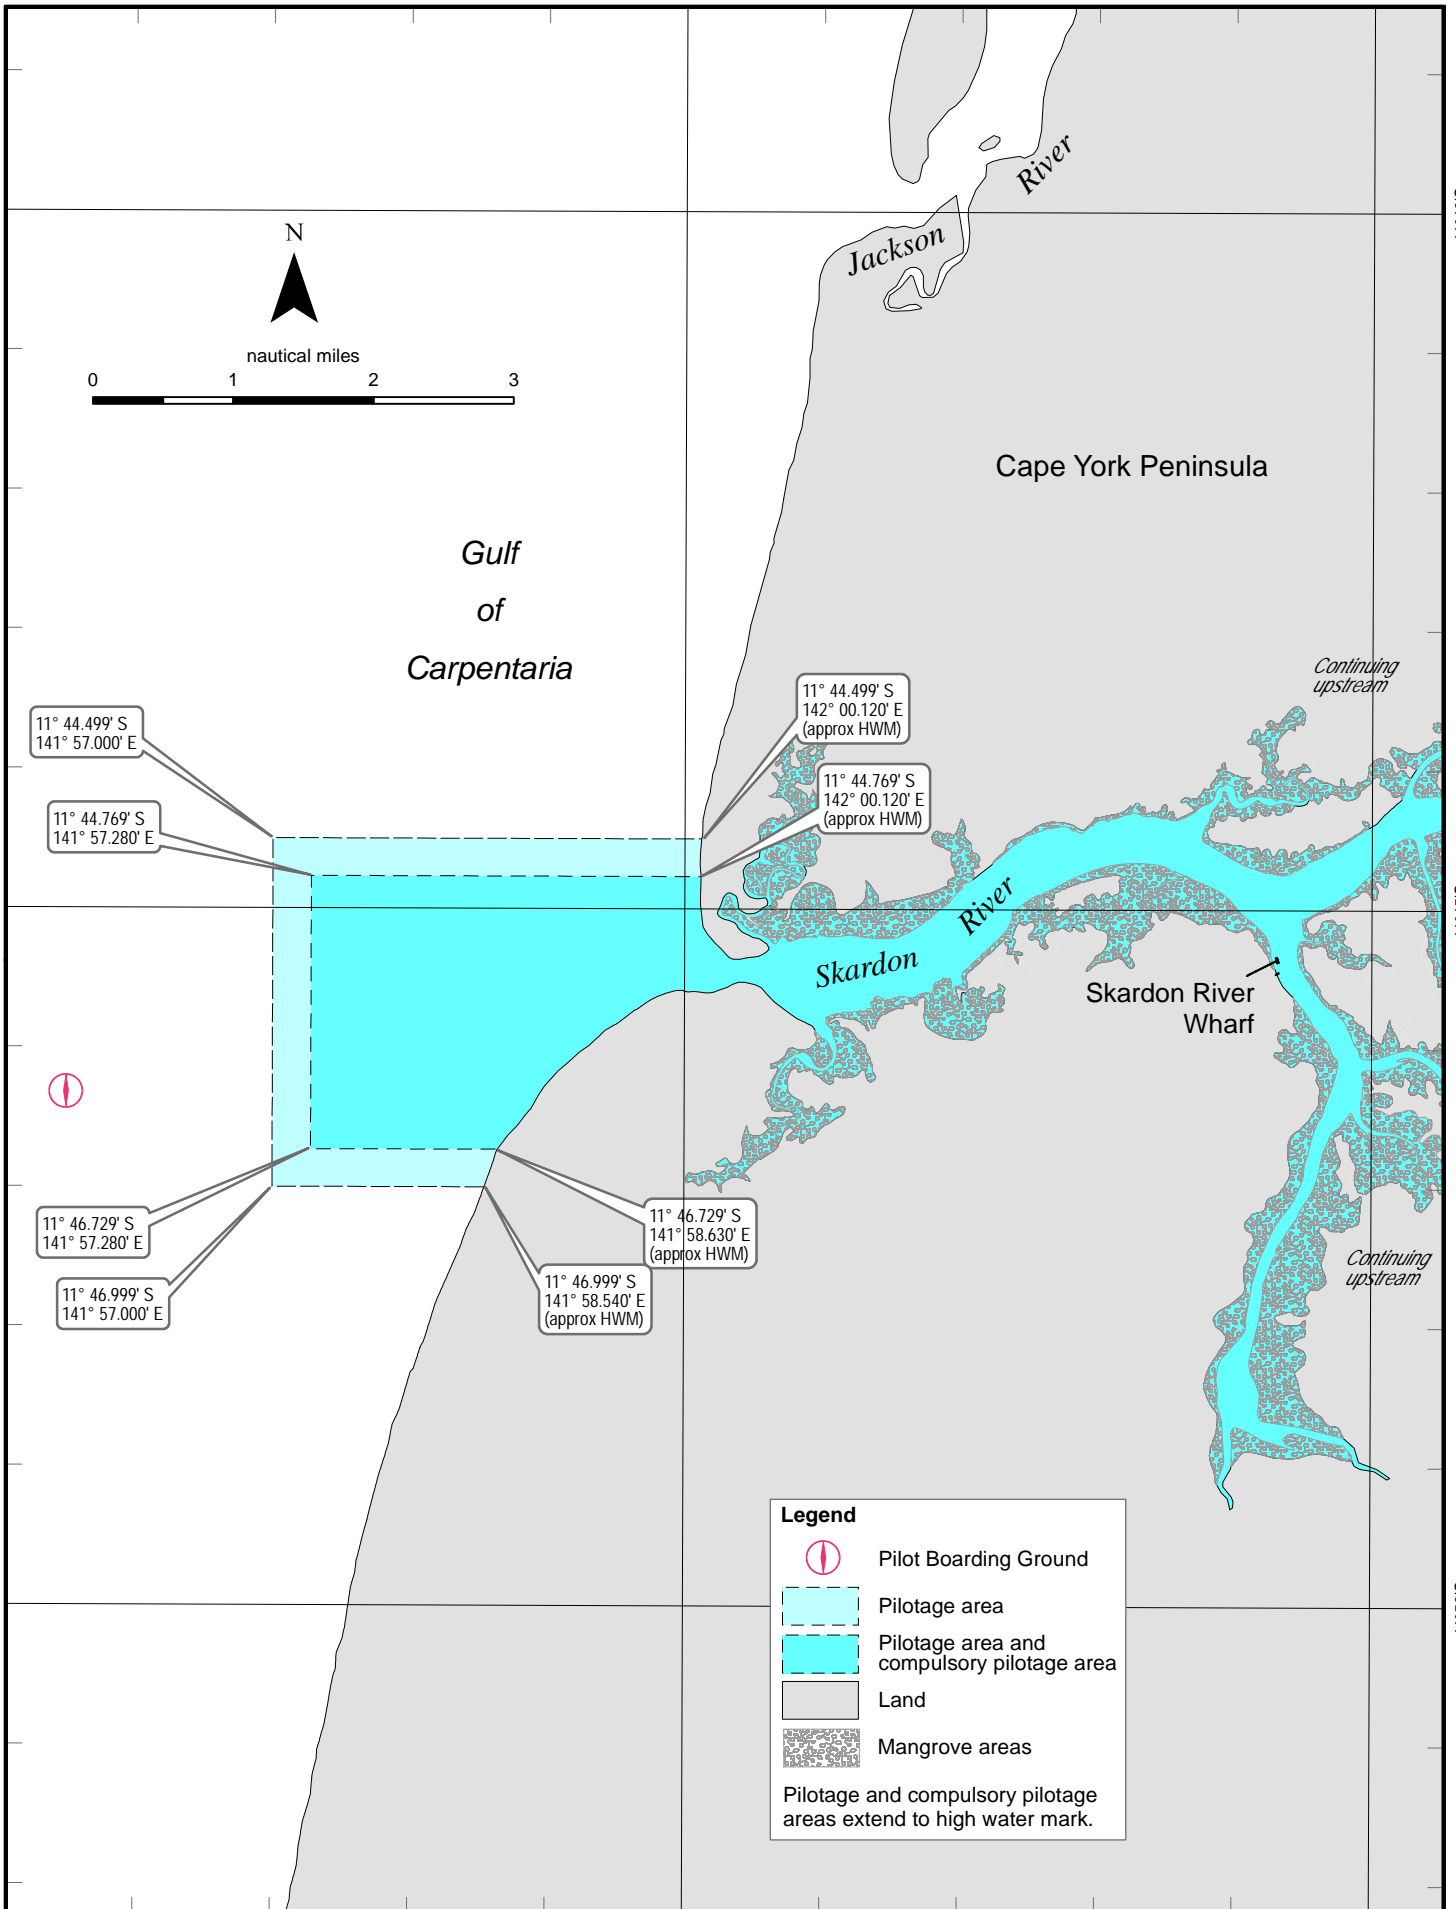 River
Jackson
N
nautical miles
0 1 2 3
Cape York Peninsula
Gulf
of
Carpentaria
Continuing
upstream
11° 44.499' S
142° 00.120' E
(approx HWM)
11° 44.499' S
141° 57.000' E
11° 44.769' S
142° 00.120' E
(approx HWM)
11° 44.769' S
141° 57.280' E
River
Skardon
Skardon River
Wharf
11° 46.729' S
141° 57.280' E
11° 46.729' S
141° 58.630' E
(approx HWM)
11° 46.999' S
141° 57.000' E
11° 46.999' S
141° 58.540' E
(approx HWM)
Continuing
upstream
Legend
Pilot Boarding Ground
Pilotage area
Pilotage area and
compulsory pilotage area
Land
Mangrove areas
Pilotage and compulsory pilotage
areas extend to high water mark.